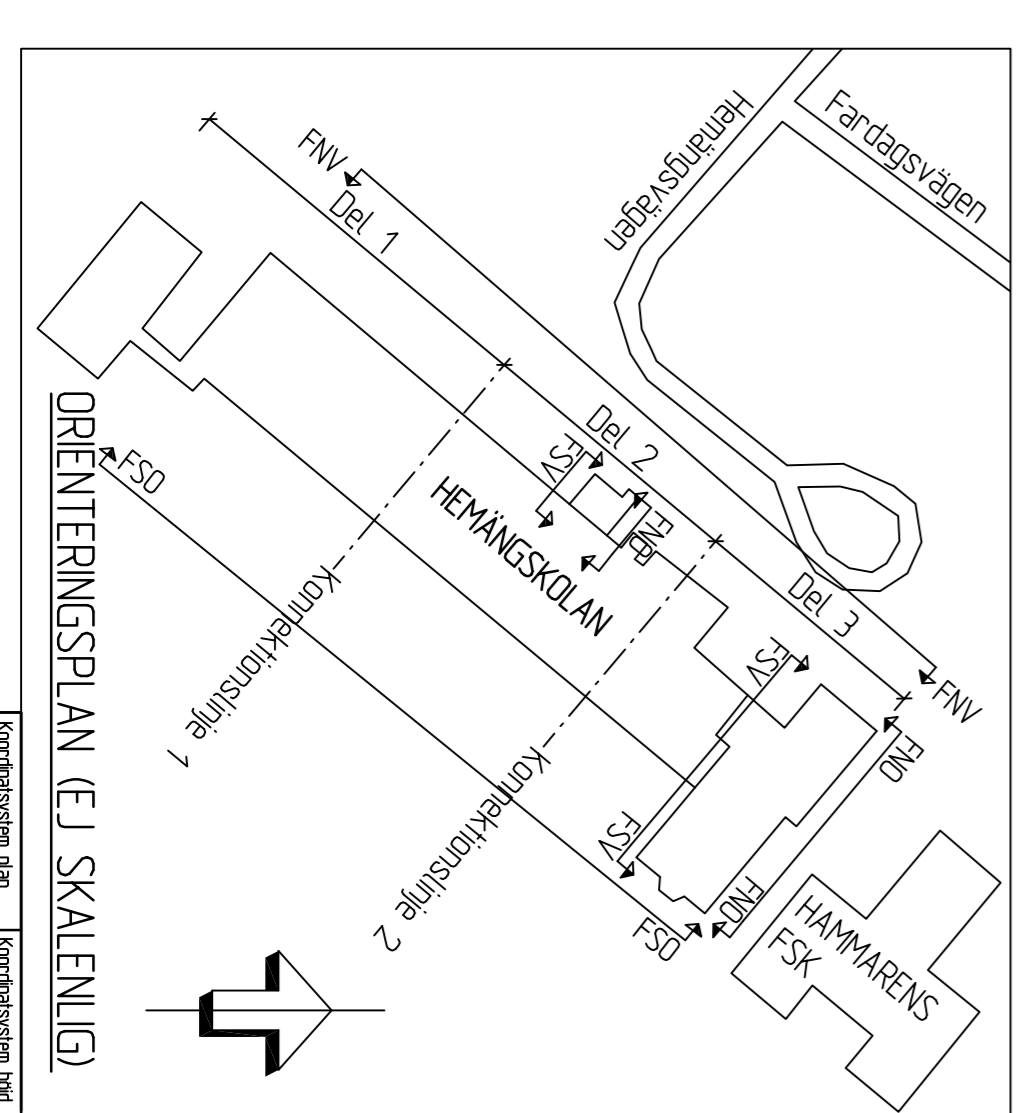 Fardagsvägen
Hemängsvägen
FNV
Del 1
Del 2
FSV
FNO
HEMÄNGSKOLAN
Del 3
FSV
FNV
FNO
FSO
Konnektionslinje 1
Konnektionslinje 2
FSV
FNO
FSO
HAMMARENS
FSK
ORIENTERINGSPLAN (EJ SKALENLIG)
Koordinatsystem plan
Koordinatsystem höjd